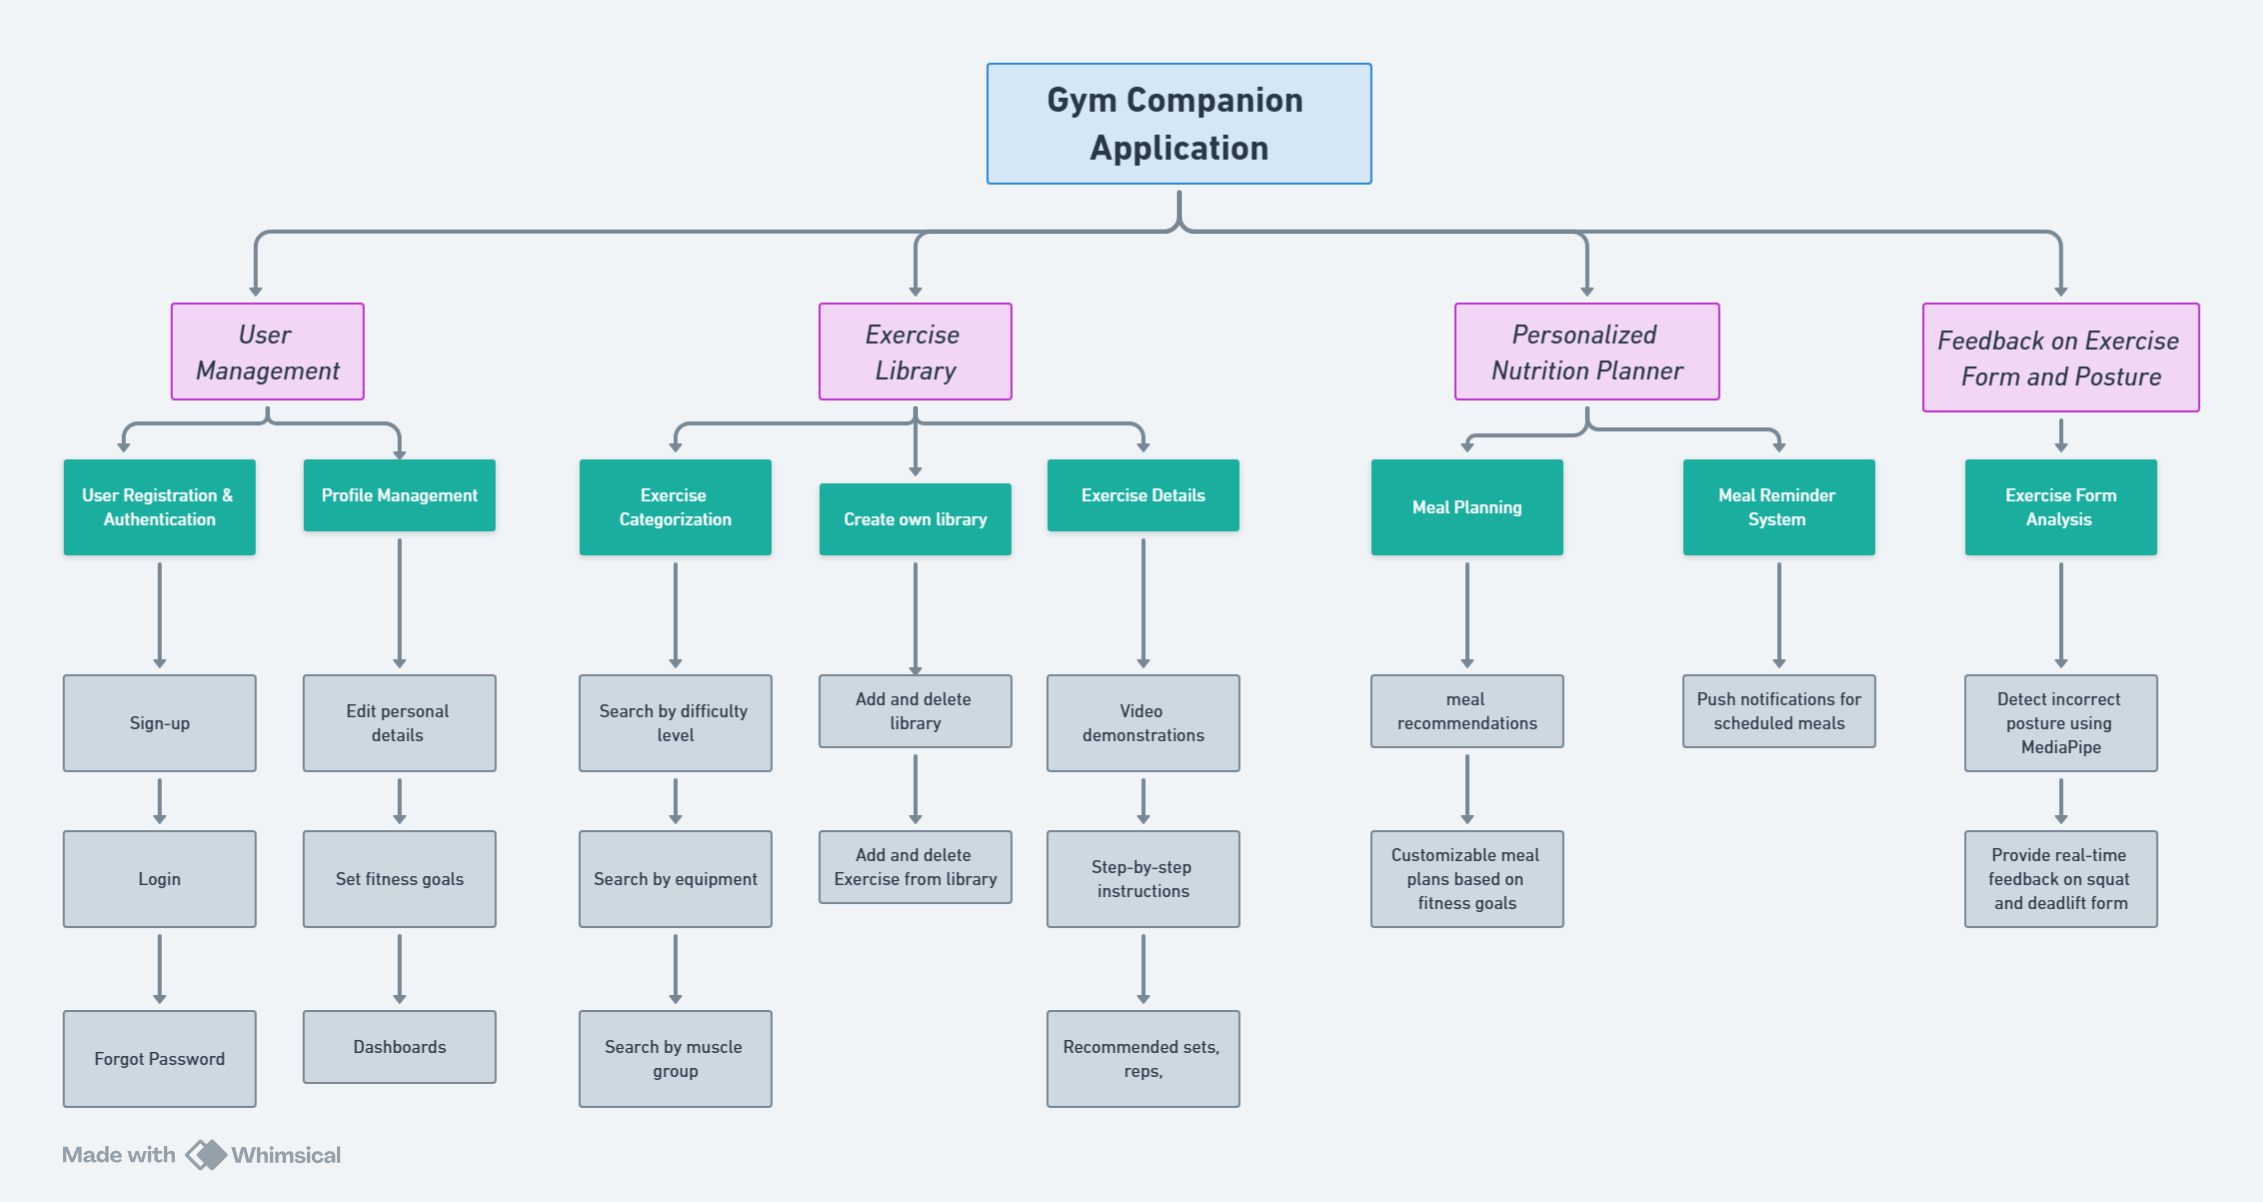 Gym Companion
Application
User
Management
Exercise
Library
Personalized
Nutrition Planner
Feedback on Exercise
Form and Posture
User Registration &
Authentication
Profile Management
Exercise
Categorization
Create own library
Exercise Details
Meal Planning
Meal Reminder
System
Exercise Form
Analysis
Sign-up
Edit personal
details
Search by difficulty
level
Add and delete
library
Video
demonstrations
meal
recommendations
Push notifications for
scheduled meals
Detect incorrect
posture using
MediaPipe
Login
Set fitness goals
Search by equipment
Add and delete
Exercise from library
Step-by-step
instructions
Customizable meal
plans based on
fitness goals
Provide real-time
feedback on squat
and deadlift form
Forgot Password
Dashboards
Search by muscle
group
Recommended sets,
reps,
Made with Whimsical